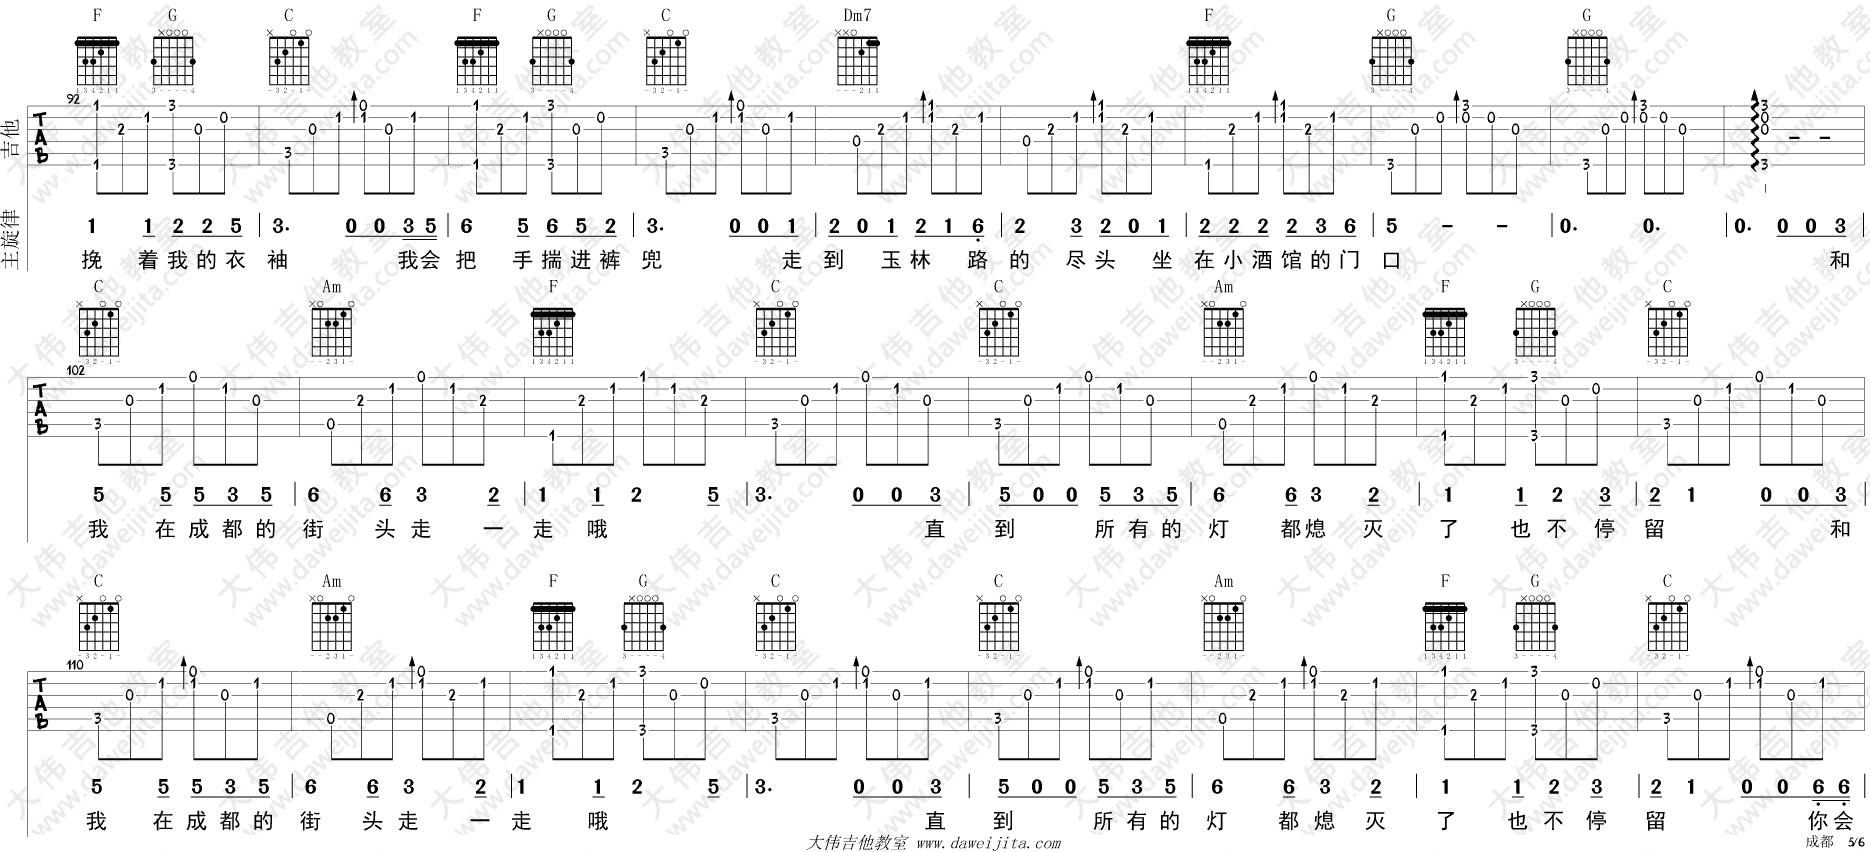 F G C F G C Dm7 F G G
92
吉他
主旋律
1 1 2 2 5 3. 0 0 3 5 6 5 6 5 2 3. 0 0 1 2 0 1 2 1 6 2 3 2 0 1 2 2 2 2 3 6 5 - - 0. 0. 0. 0 0 3
挽 着 我 的 衣 袖 我 会 把 手 揣 进 裤 兜 走 到 玉 林 路 的 尽 头 坐 在 小 酒 馆 的 门 口 和
C Am F C C Am F G C
102
5 5 5 3 5 6 6 3 2 1 1 2 5 3. 0 0 3 5 0 0 5 3 5 6 6 3 2 1 1 2 3 2 1 0 0 3
我 在 成 都 的 街 头 走 一 走 哦 直 到 所 有 的 灯 都 熄 灭 了 也 不 停 留 和
C Am F G C C Am F G C
110
5 5 5 3 5 6 6 3 2 1 1 2 5 3. 0 0 3 5 0 0 5 3 5 6 6 3 2 1 1 2 3 2 1 0 0 6 6
我 在 成 都 的 街 头 走 一 走 哦 直 到 所 有 的 灯 都 熄 灭 了 也 不 停 留 你 会
大伟吉他教室 www.daweijita.com
成都 5/6